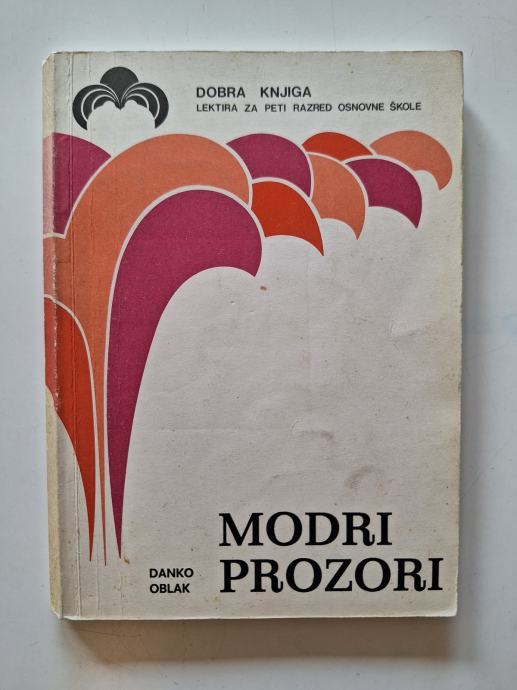 DOBRA KNJIGA
LEKTIRA ZA PETI RAZRED OSNOVNE ŠKOLE
MODRI
PROZORI
DANKO
OBLAK